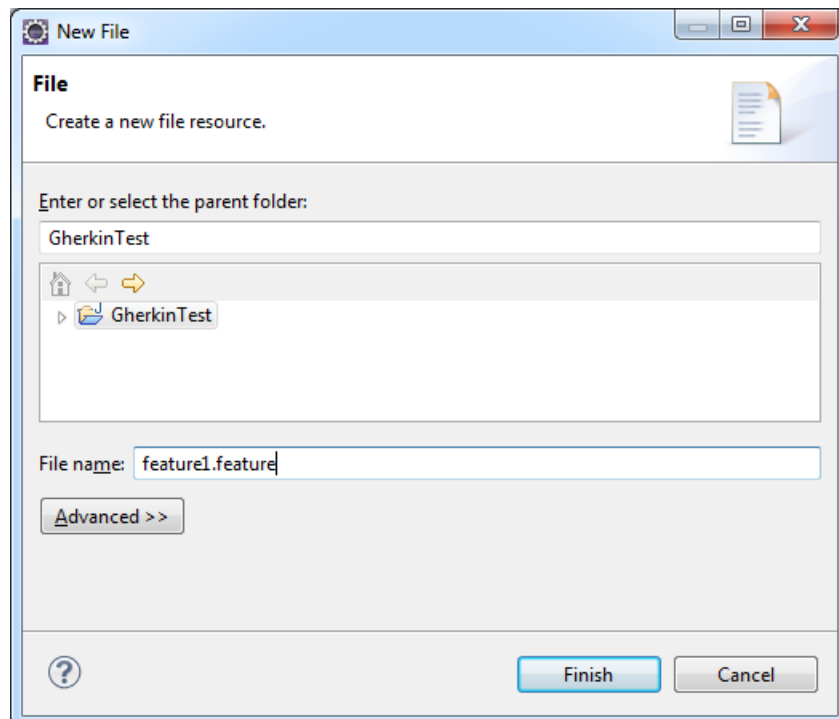 New File
File
Create a new file resource.
Enter or select the parent folder:
GherkinTest
GherkinTest
File name: feature1.feature
Advanced >>
Finish Cancel